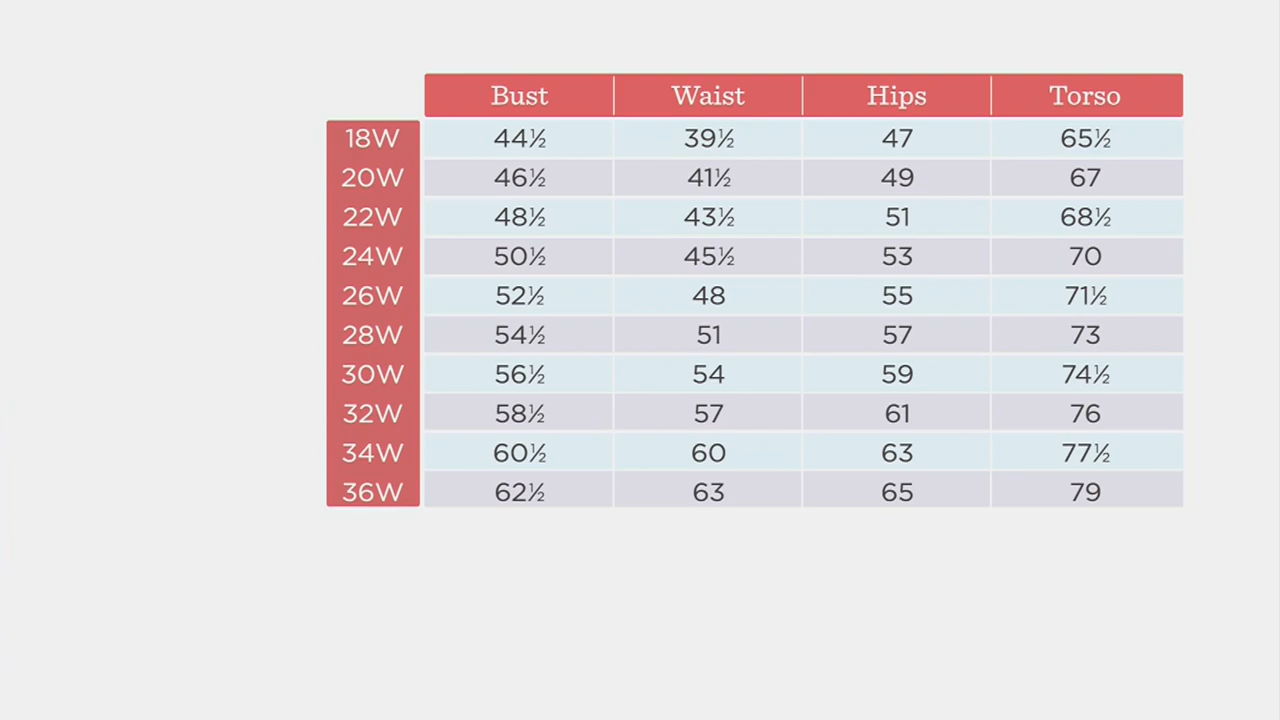 Bust Waist Hips Torso
18W 44½ 39½ 47 65½
20W 46½ 41½ 49 67
22W 48½ 43½ 51 68½
24W 50½ 45½ 53 70
26W 52½ 48 55 71½
28W 54½ 51 57 73
30W 56½ 54 59 74½
32W 58½ 57 61 76
34W 60½ 60 63 77½
36W 62½ 63 65 79